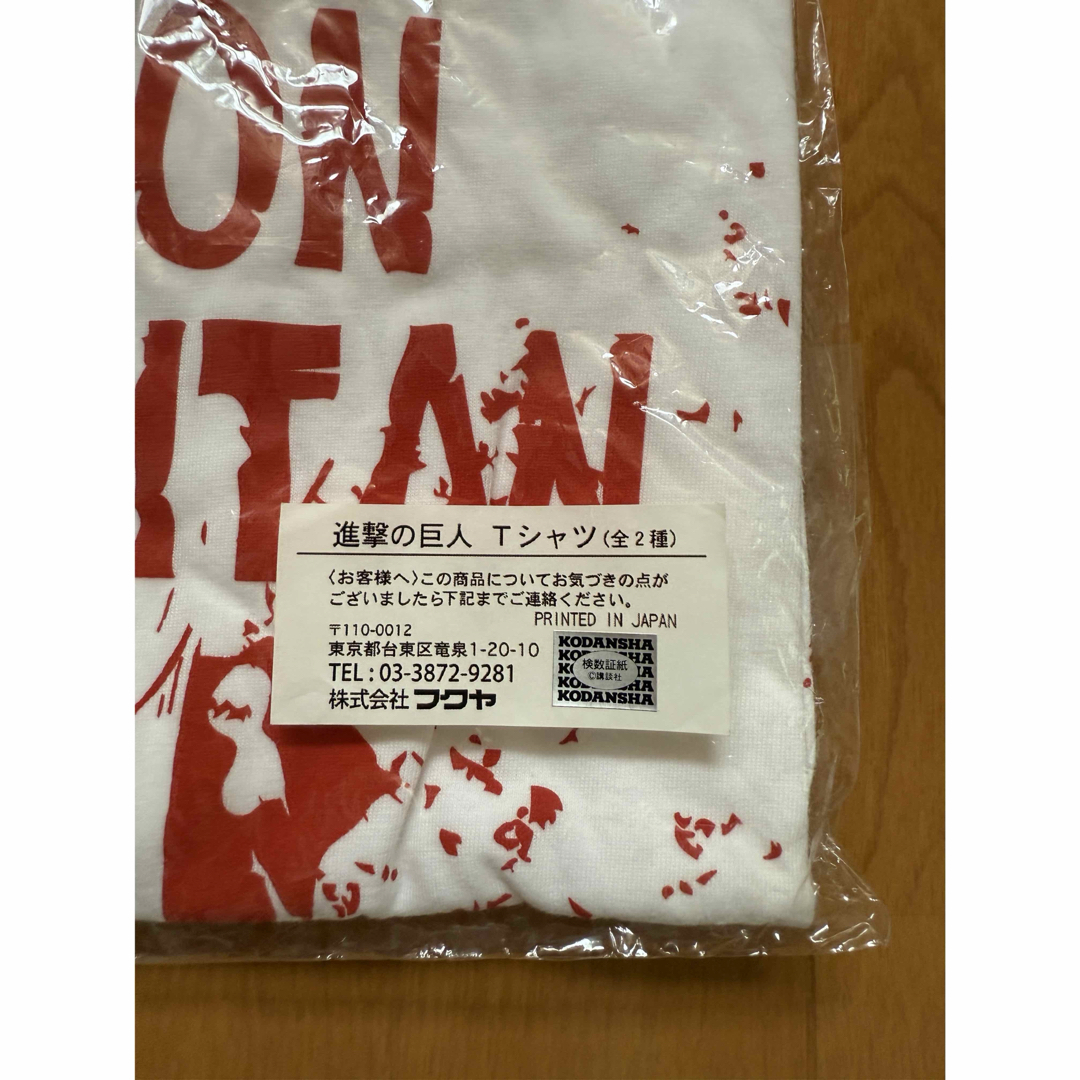 ON
TITAN
進撃の巨人 Tシャツ(全2種)
〈お客様へ〉この商品についてお気づきの点が
ございましたら下記までご連絡ください。
PRINTED IN JAPAN
〒110-0012
東京都台東区竜泉1-20-10
TEL:03-3872-9281
株式会社 フクヤ
KODANSHA
検数証紙
©講談社
KODANSHA